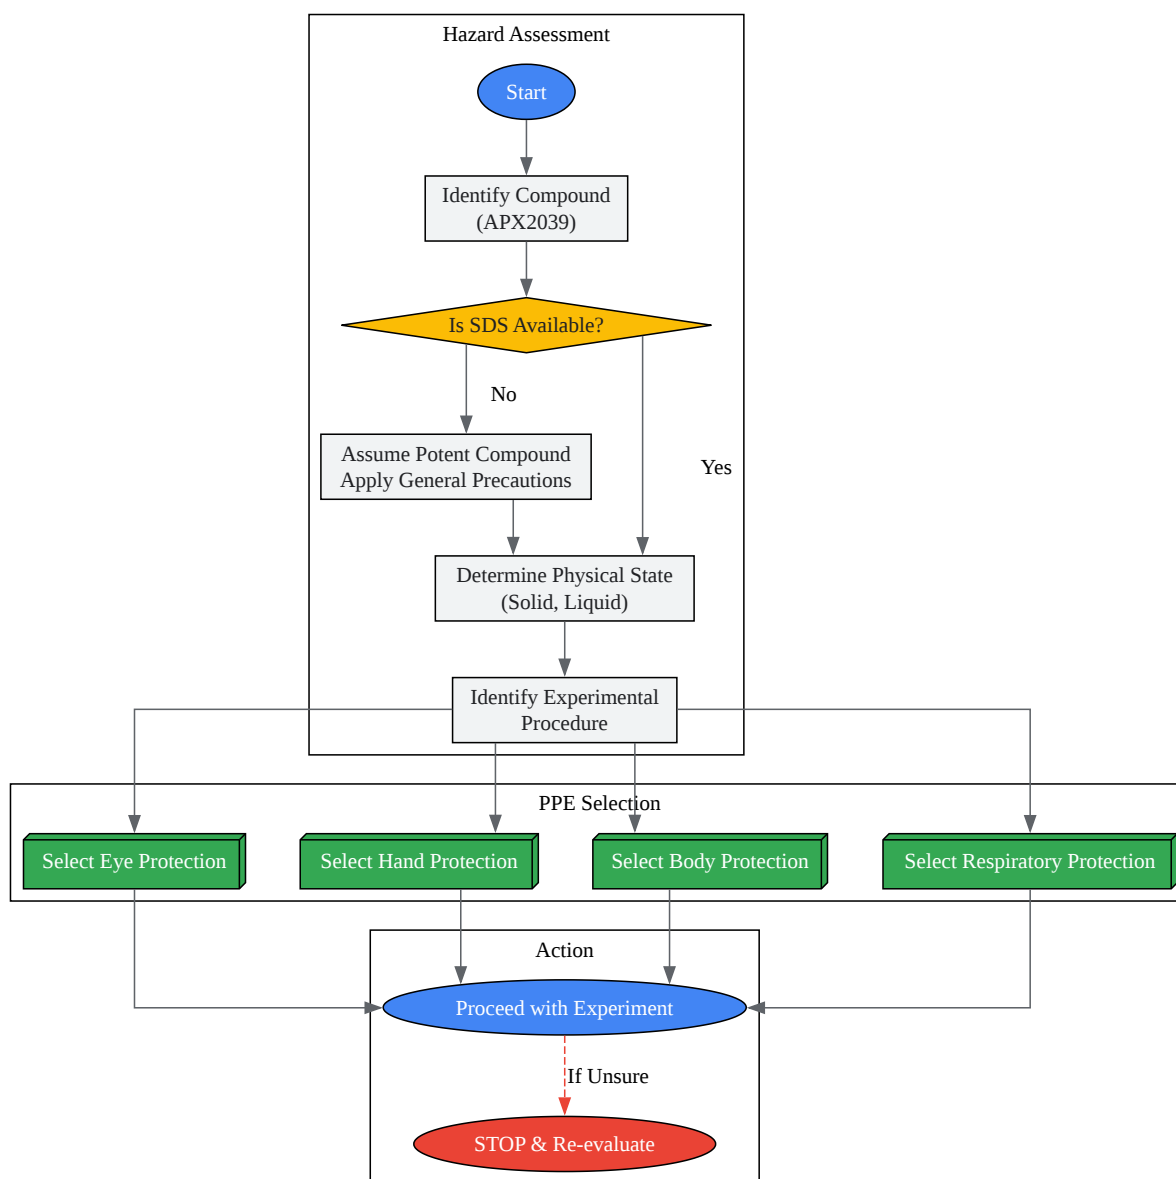 Hazard Assessment
Start
Identify Compound
(APX2039)
Is SDS Available?
No
Yes
Assume Potent Compound
Apply General Precautions
Determine Physical State
(Solid, Liquid)
Identify Experimental
Procedure
PPE Selection
Select Eye Protection
Select Hand Protection
Select Body Protection
Select Respiratory Protection
Action
Proceed with Experiment
If Unsure
STOP & Re-evaluate